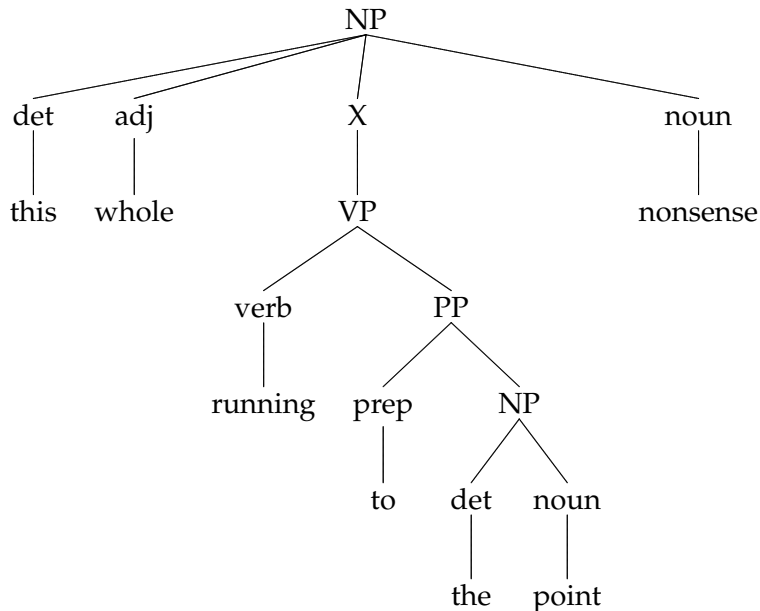 NP
det adj X noun
this whole VP nonsense
verb PP
running prep NP
to det noun
the point